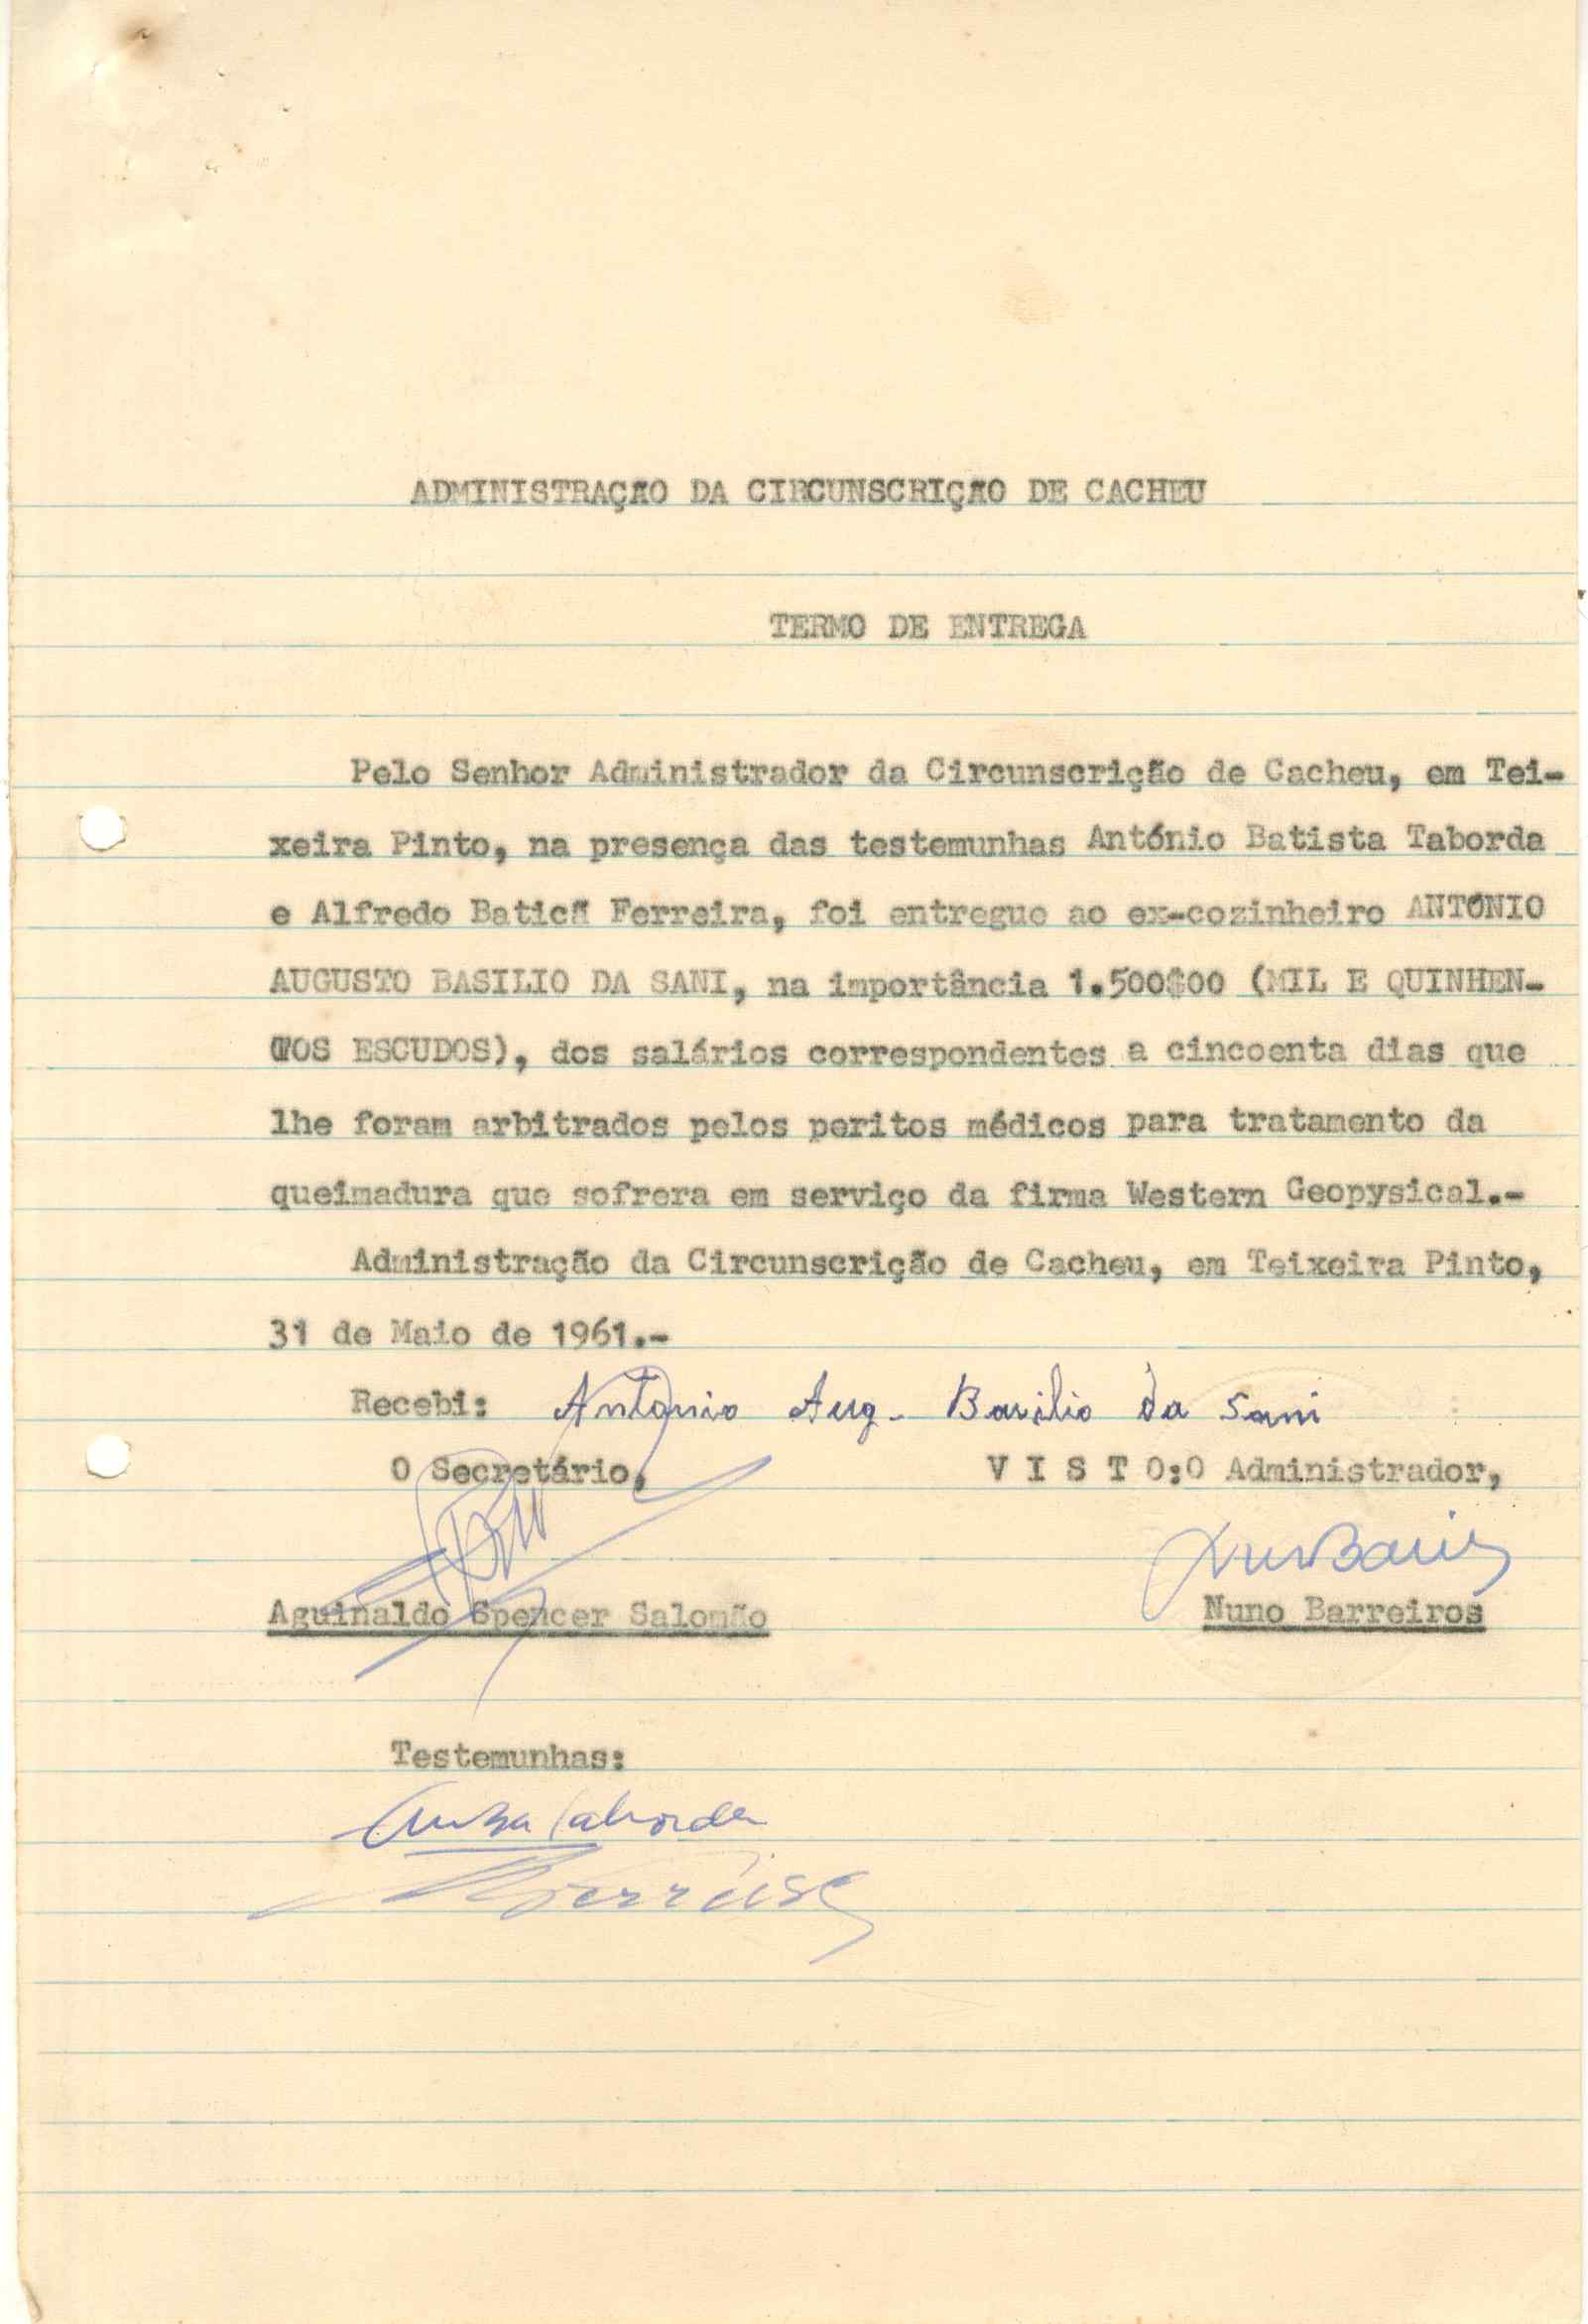 ADMINISTRAÇÃO DA CIRCUNSCRIÇÃO DE CACHEU
TERMO DE ENTREGA
Pelo Senhor Administrador da Circunscrição de Cacheu, em Tei-
xeira Pinto, na presença das testemunhas António Batista Taborda
e Alfredo Baticã Ferreira, foi entregue ao ex-cozinheiro ANTÓNIO
AUGUSTO BASILIO DA SANI, na importância 1.500$00 (MIL E QUINHEN-
TOS ESCUDOS), dos salários correspondentes a cincoenta dias que
lhe foram arbitrados pelos peritos médicos para tratamento da
queimadura que sofrera em serviço da firma Western Geopysical.-
Administração da Circunscrição de Cacheu, em Teixeira Pinto,
31 de Maio de 1961.-
Recebi: Antonio Aug. Basilio da Sani
O Secretário, V I S T O:O Administrador,
Aguinaldo Spencer Salomão Nuno Barreiros
Testemunhas:
Taborda